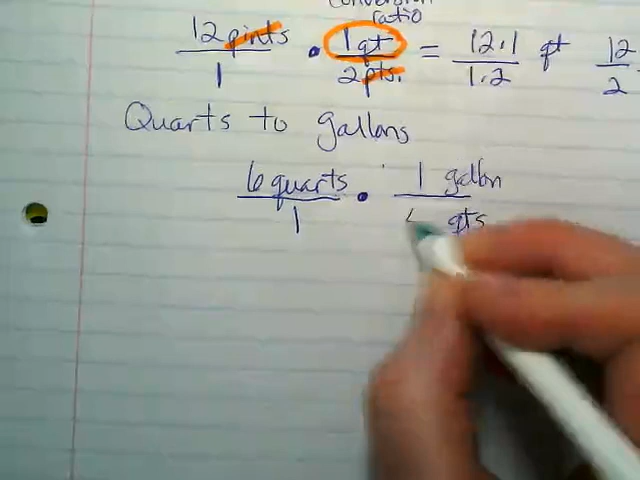 conversion
ratio
12 pints / 1 • 1 qt / 2 pts. = 12·1 / 1·2 qt 12 / 2
Quarts to gallons
6 quarts / 1 • 1 gallon / qts